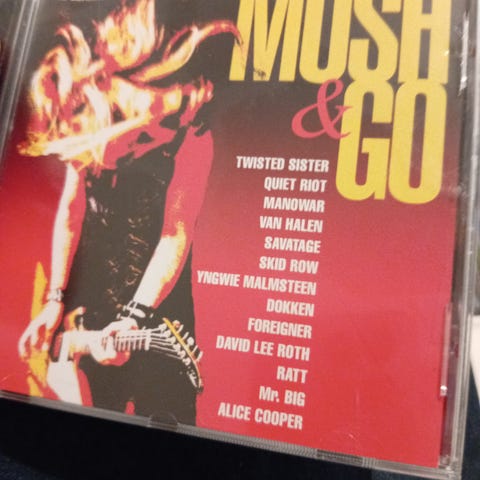 MOSH
& GO
TWISTED SISTER
QUIET RIOT
MANOWAR
VAN HALEN
SAVATAGE
SKID ROW
YNGWIE MALMSTEEN
DOKKEN
FOREIGNER
DAVID LEE ROTH
RATT
Mr. BIG
ALICE COOPER